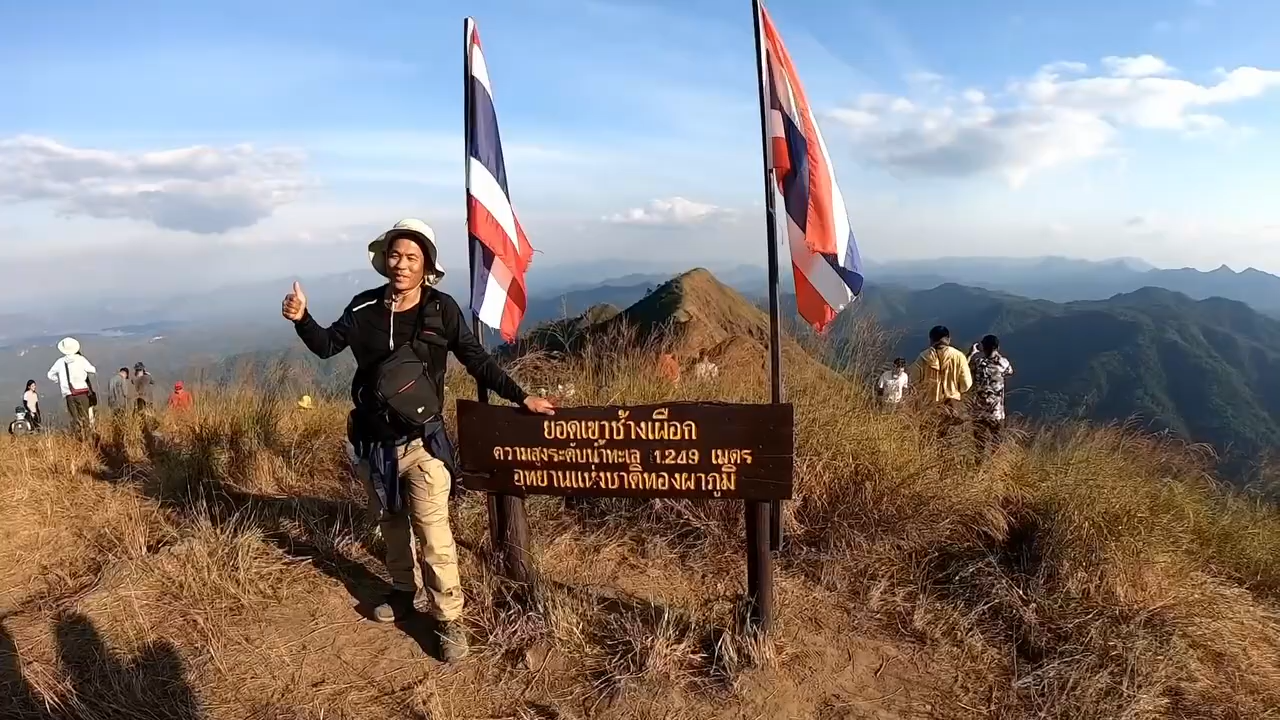 ยอดเขาช้างเผือก
ความสูงระดับน้ำทะเล 1,249 เมตร
อุทยานแห่งชาติทองผาภูมิ